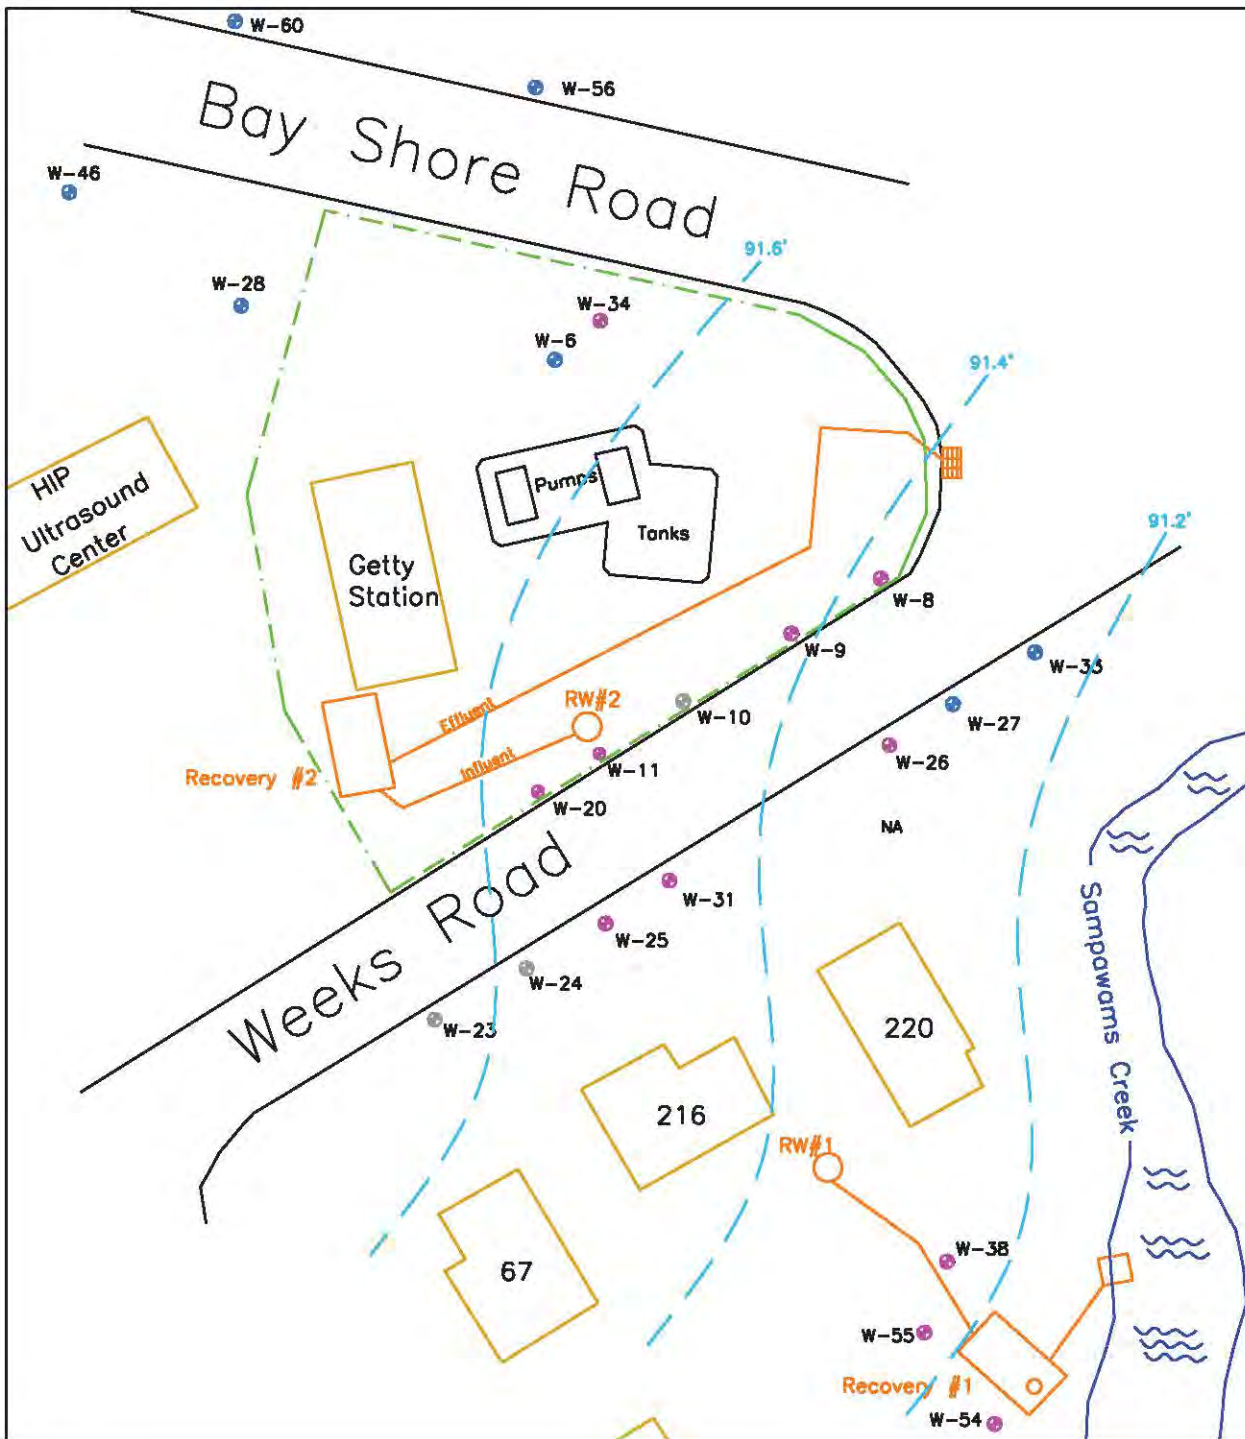 W-60
W-56
Bay Shore Road
W-46
91.6'
W-28
W-34
W-6
91.4'
HIP
Ultrasound
Center
Pumps
Tanks
Getty
Station
91.2'
W-8
W-9
W-33
Effluent
RW#2
W-10
W-27
Influent
W-11
W-26
Recovery #2
W-20
NA
W-31
W-25
Weeks Road
W-24
W-23
Sampawams Creek
220
216
RW#1
W-38
67
W-55
Recovery #1
W-54